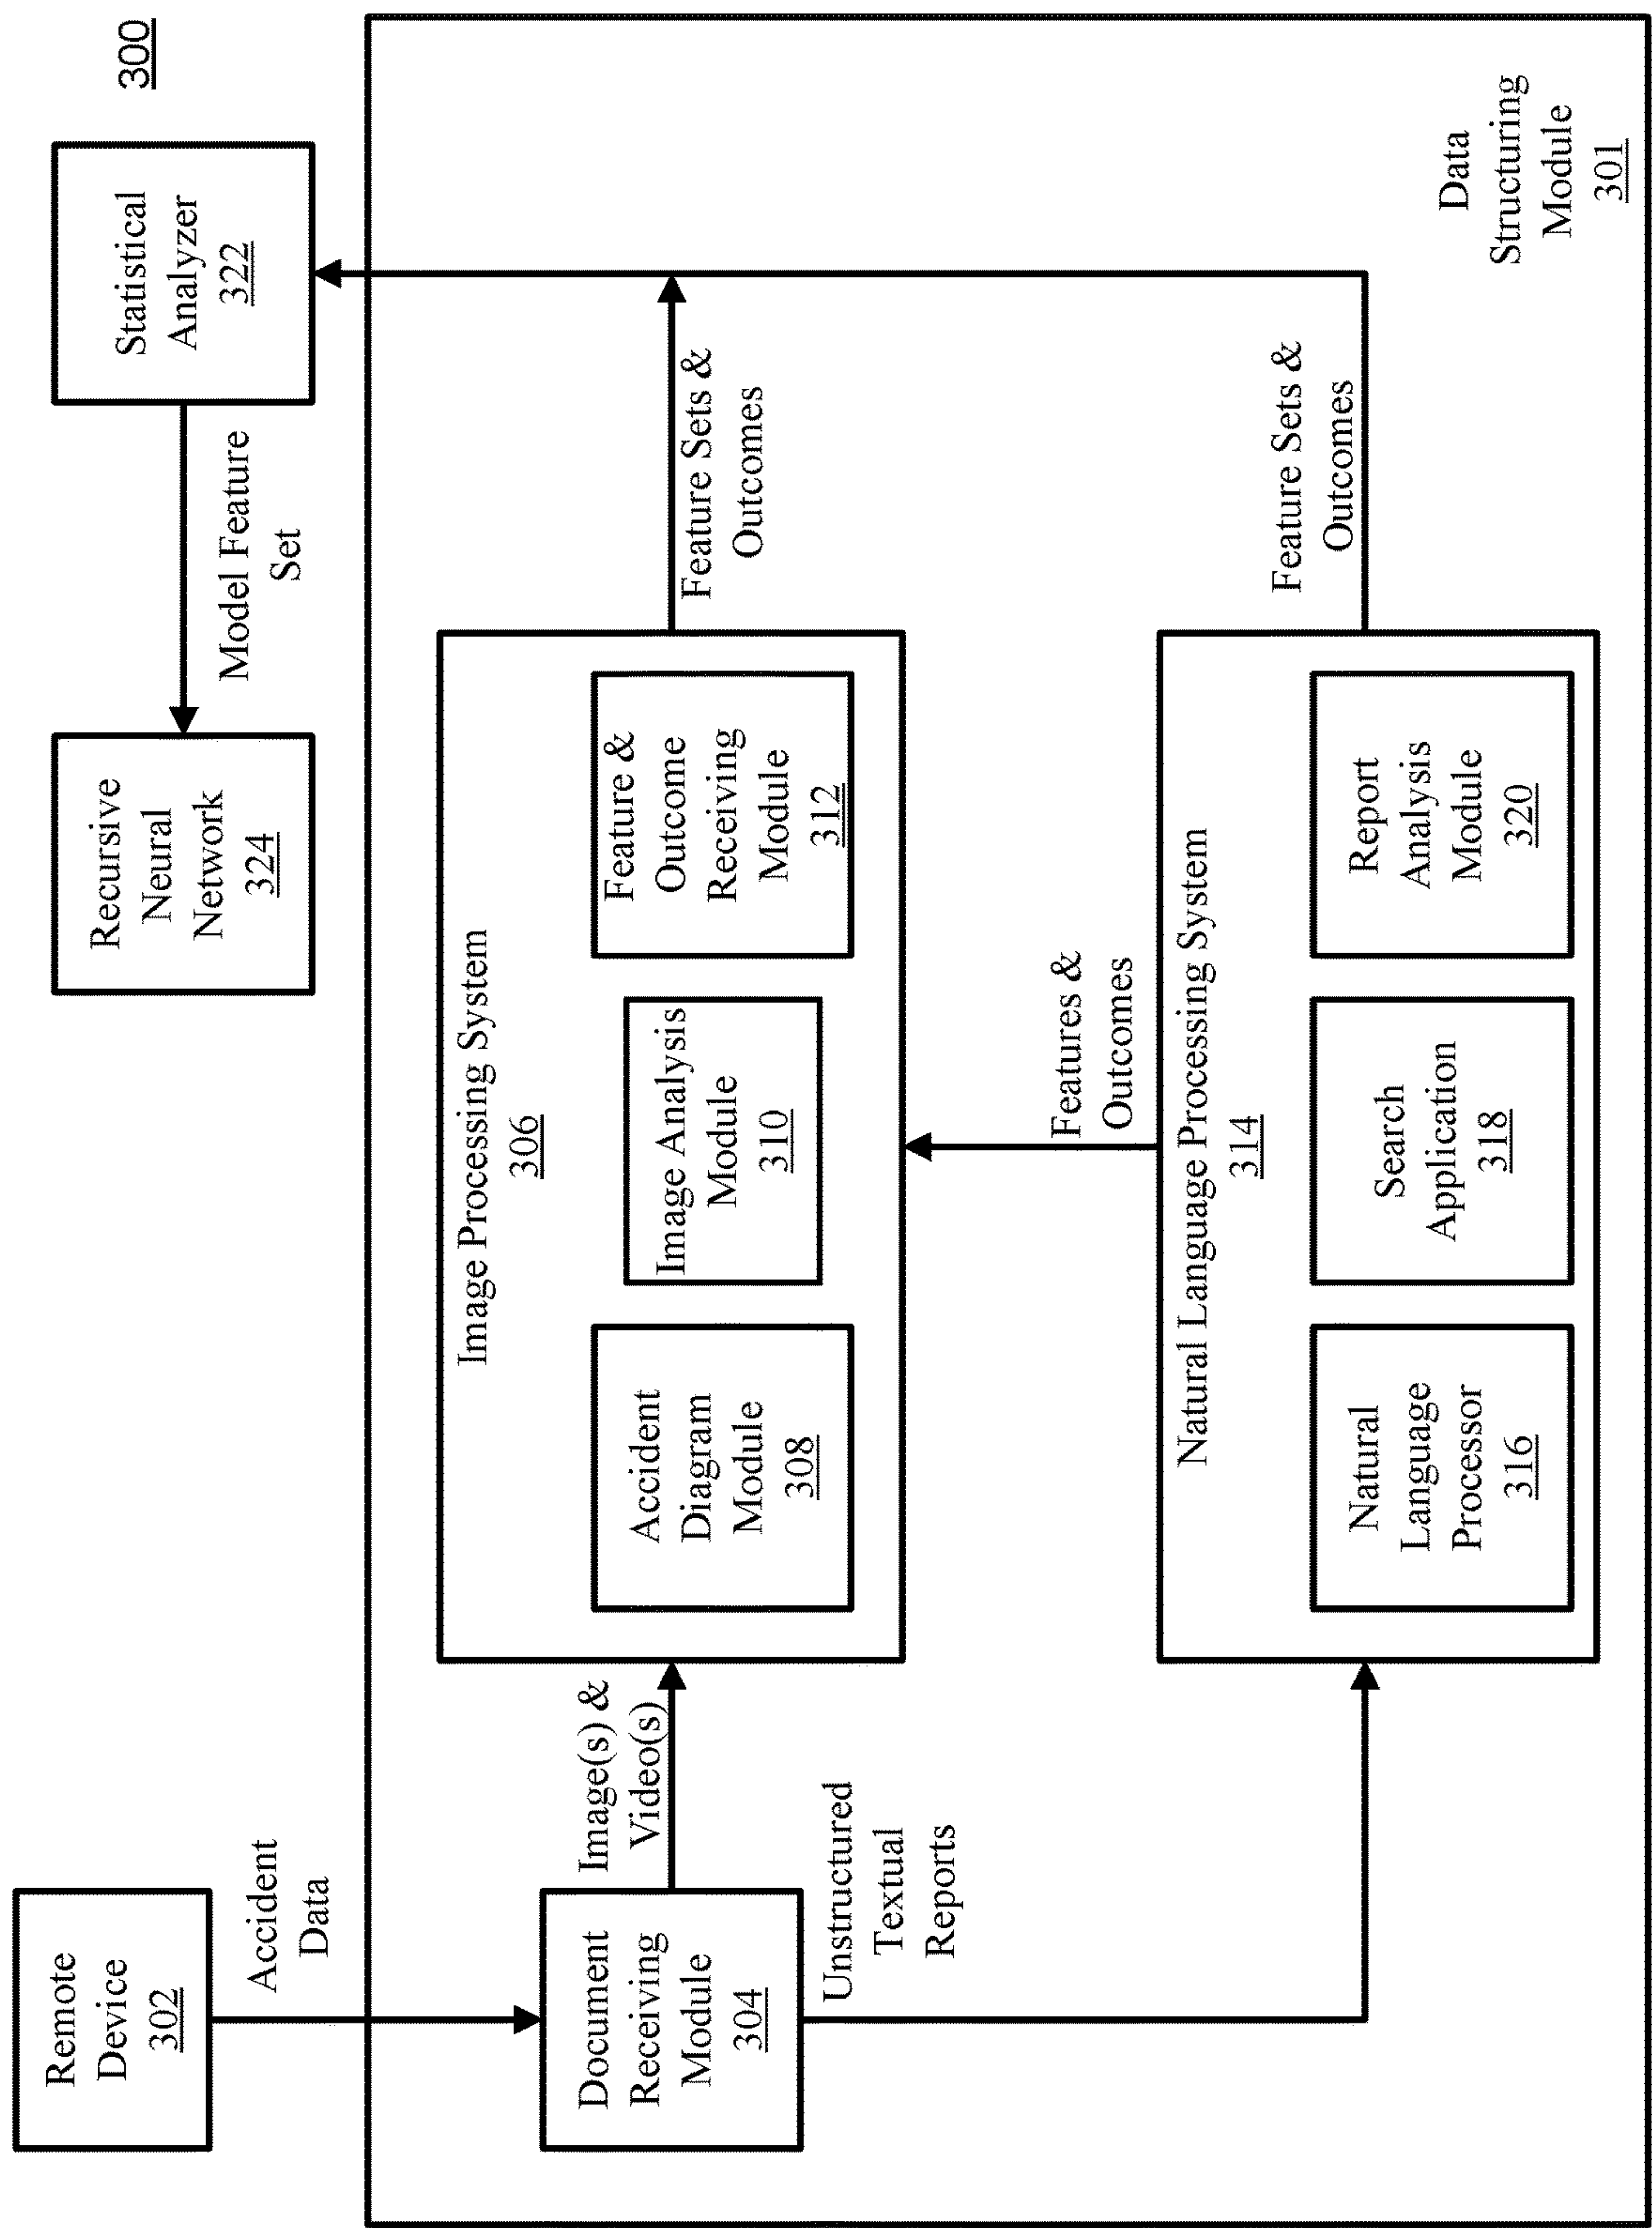 300
Remote
Device
302
Recursive
Neural
Network
324
Statistical
Analyzer
322
Accident
Data
Model Feature
Set
Document
Receiving
Module
304
Image(s) &
Video(s)
Image Processing System
306
Accident
Diagram
Module
308
Image Analysis
Module
310
Feature &
Outcome
Receiving
Module
312
Feature Sets &
Outcomes
Unstructured
Textual
Reports
Features &
Outcomes
Natural Language Processing System
314
Natural
Language
Processor
316
Search
Application
318
Report
Analysis
Module
320
Feature Sets &
Outcomes
Data
Structuring
Module
301